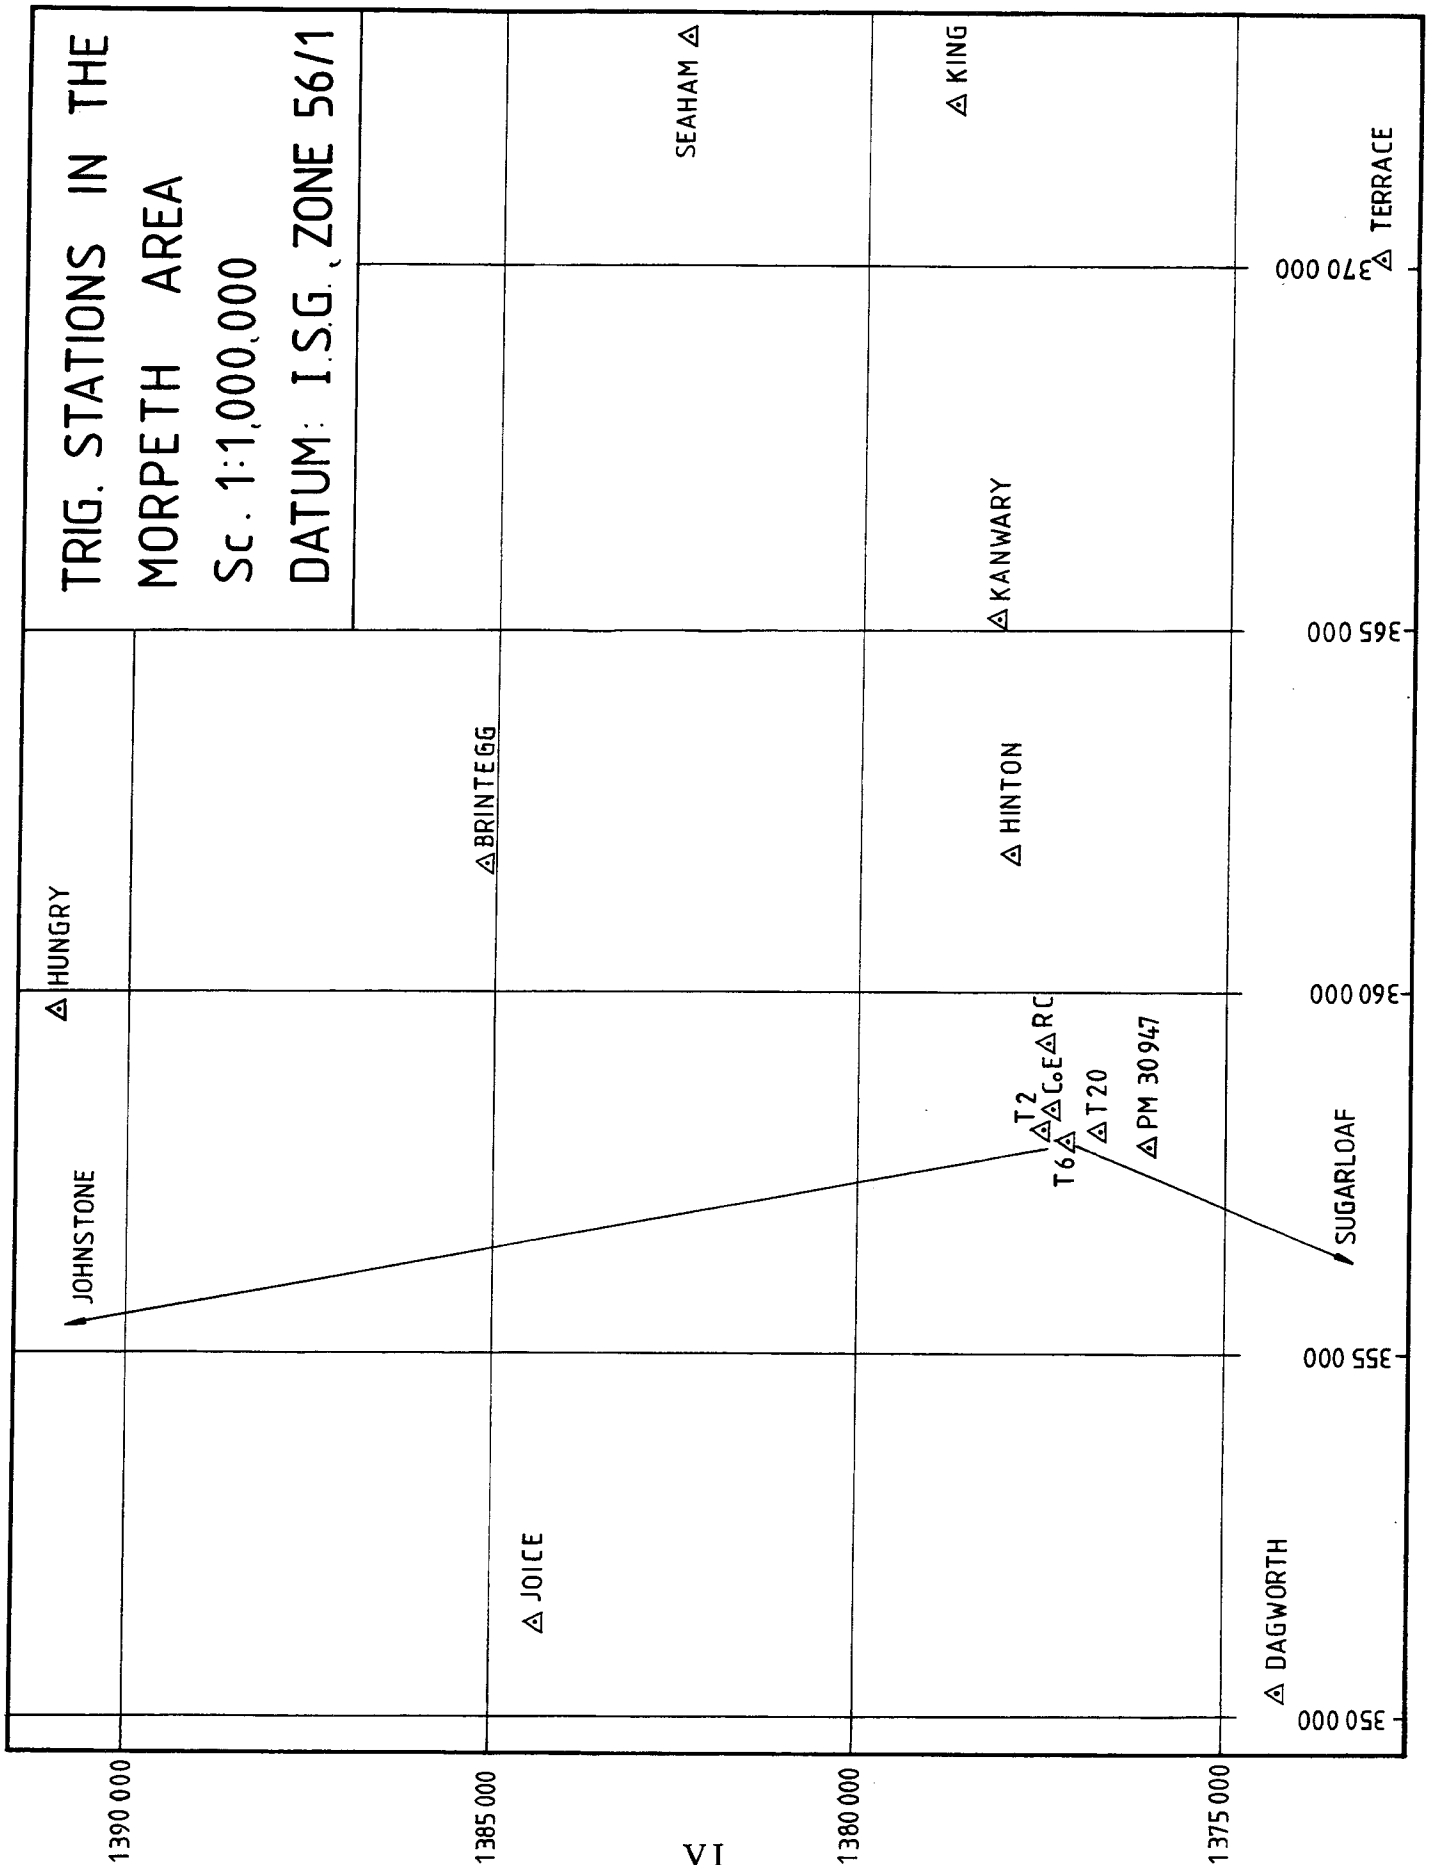 TRIG. STATIONS IN THE
MORPETH AREA
Sc. 1:1,000,000
DATUM: I.S.G. ZONE 56/1
JOHNSTONE
HUNGRY
BRINTEGG
SEAHAM
JOICE
KING
KANWARY
HINTON
T2
C.o E
RC
T6
T20
PM 30947
DAGWORTH
SUGARLOAF
TERRACE
1390 000
1385 000
1380 000
1375 000
350 000
355 000
360 000
365 000
370 000